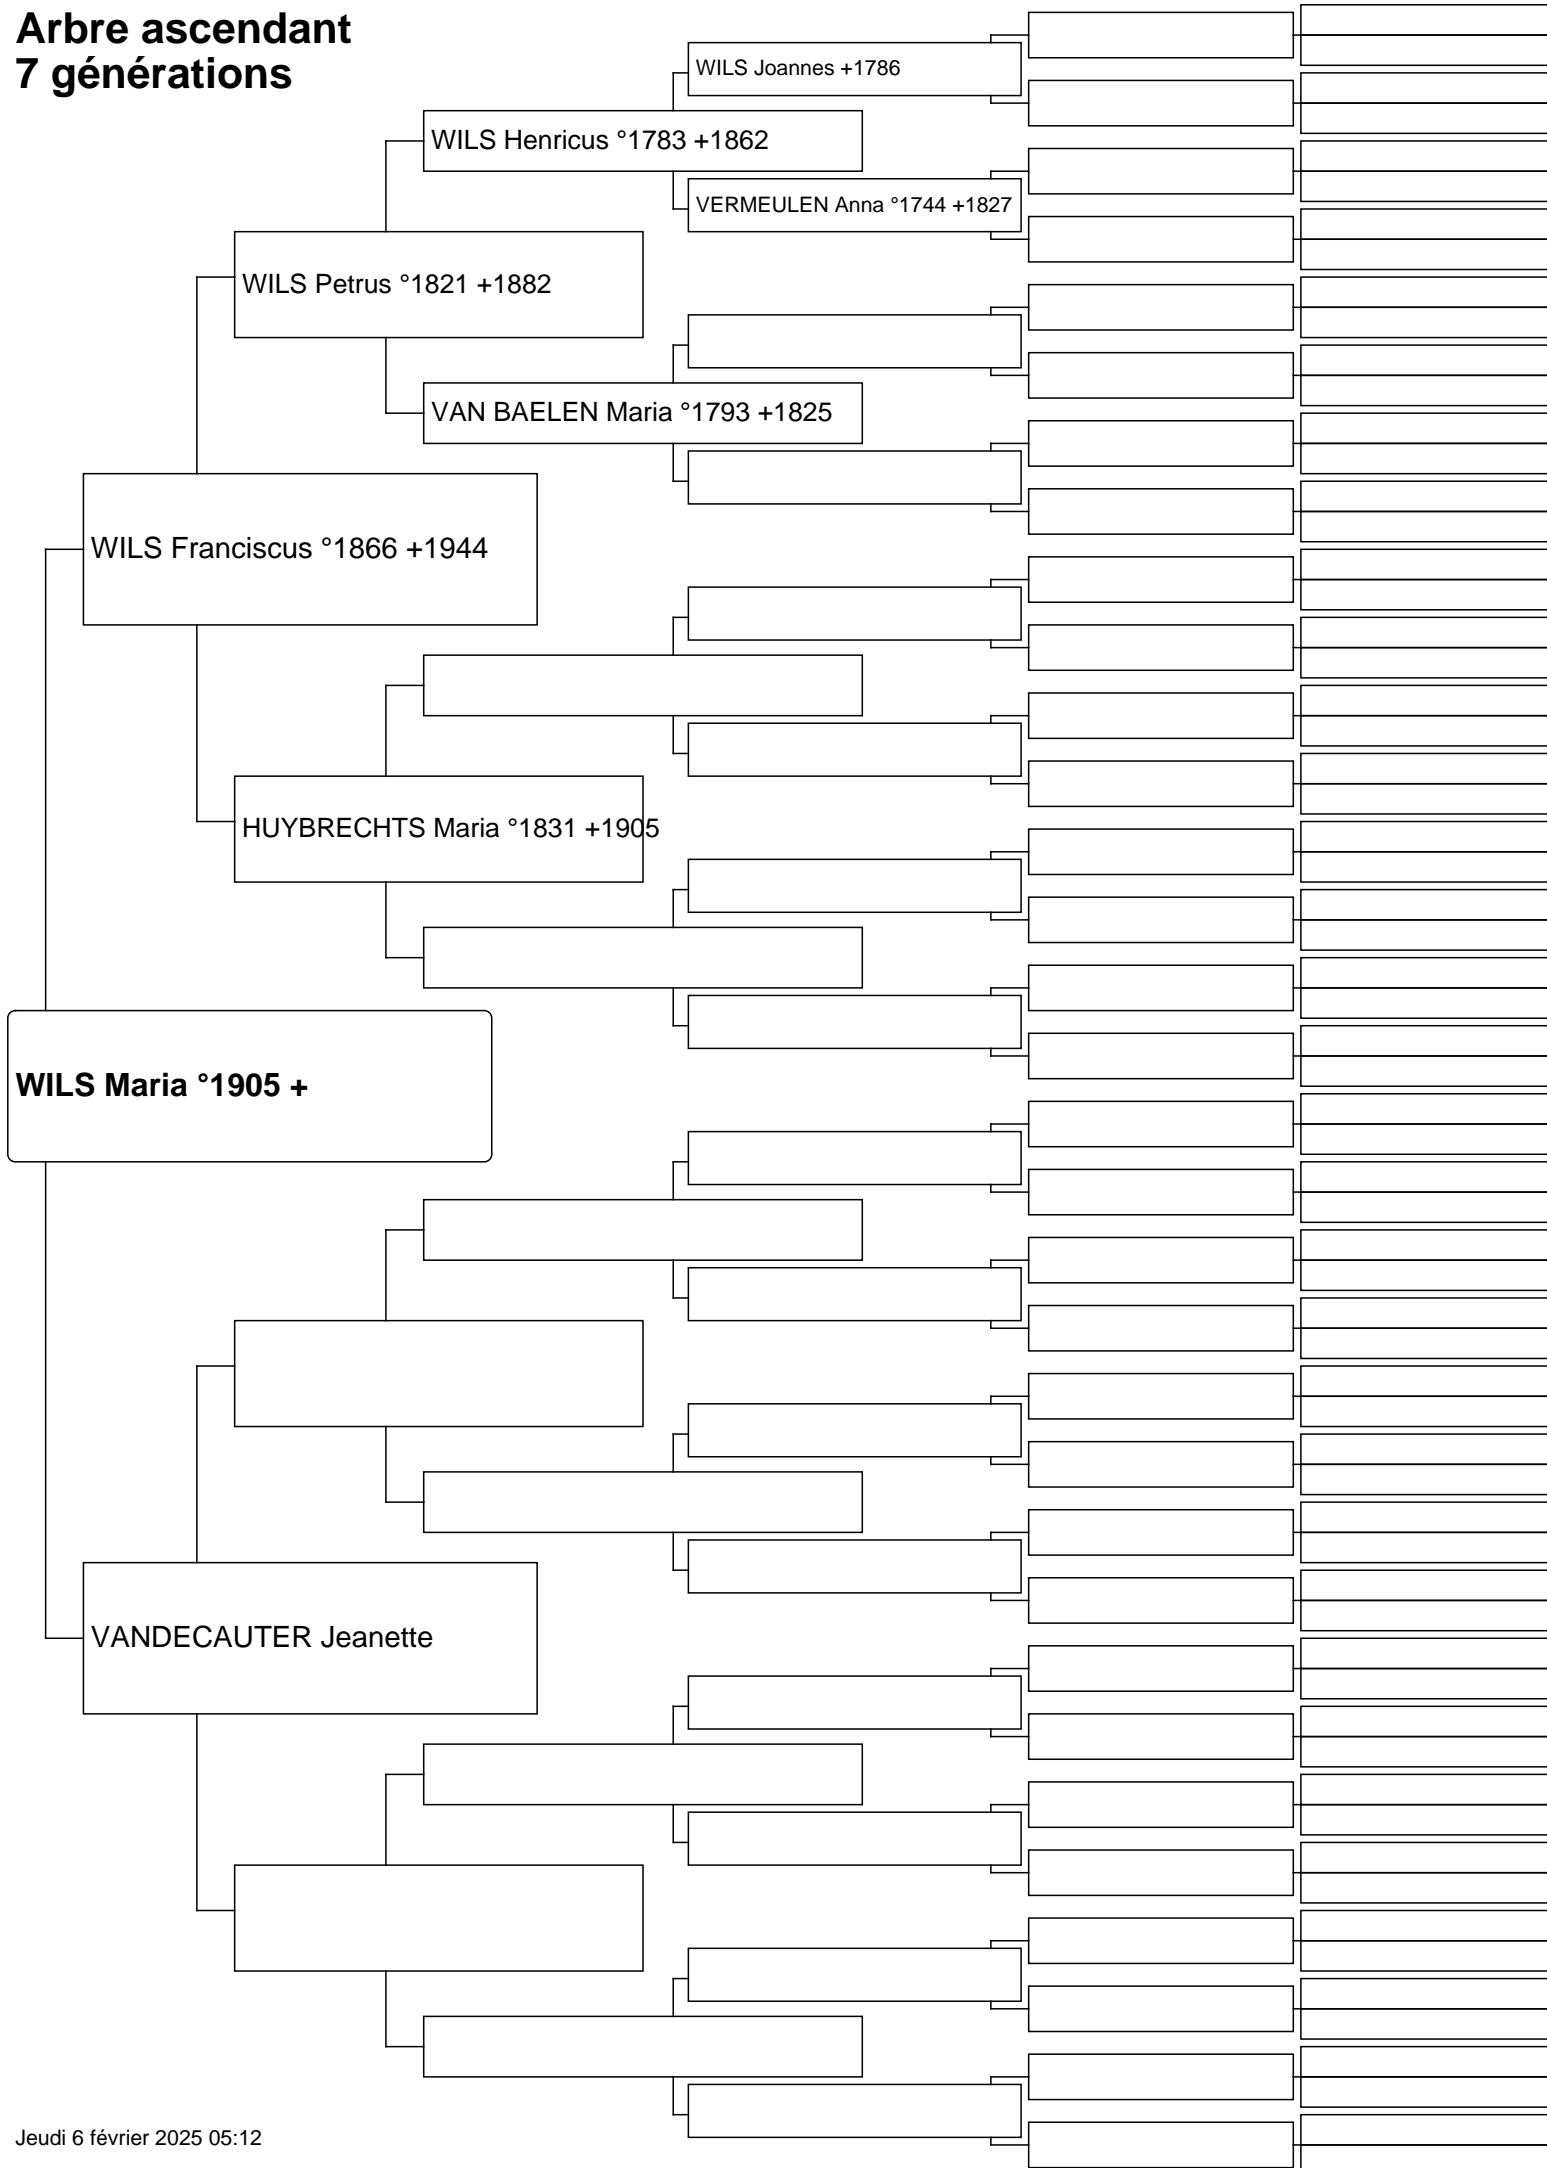 Arbre ascendant
7 générations
WILS Joannes +1786
WILS Henricus °1783 +1862
VERMEULEN Anna °1744 +1827
WILS Petrus °1821 +1882
VAN BAELEN Maria °1793 +1825
WILS Franciscus °1866 +1944
HUYBRECHTS Maria °1831 +1905
WILS Maria °1905 +
VANDECAUTER Jeanette
Jeudi 6 février 2025 05:12